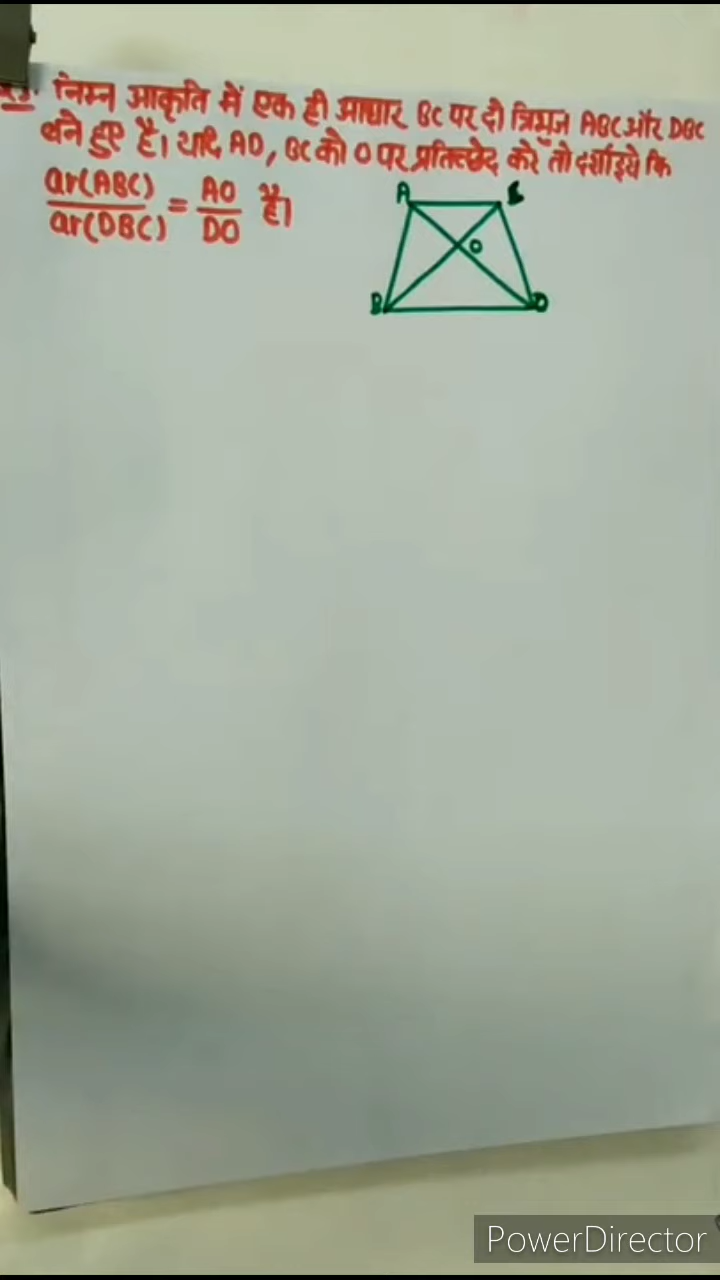 निम्न आकृति में एक ही आधार BC पर दो त्रिभुज ABC और DBC
बने हुए है। यदि AD, BC को O पर प्रतिच्छेद करे तो दर्शाइये कि
ar(ABC)/ar(DBC) = AO/DO है।
A
O
B D
PowerDirector